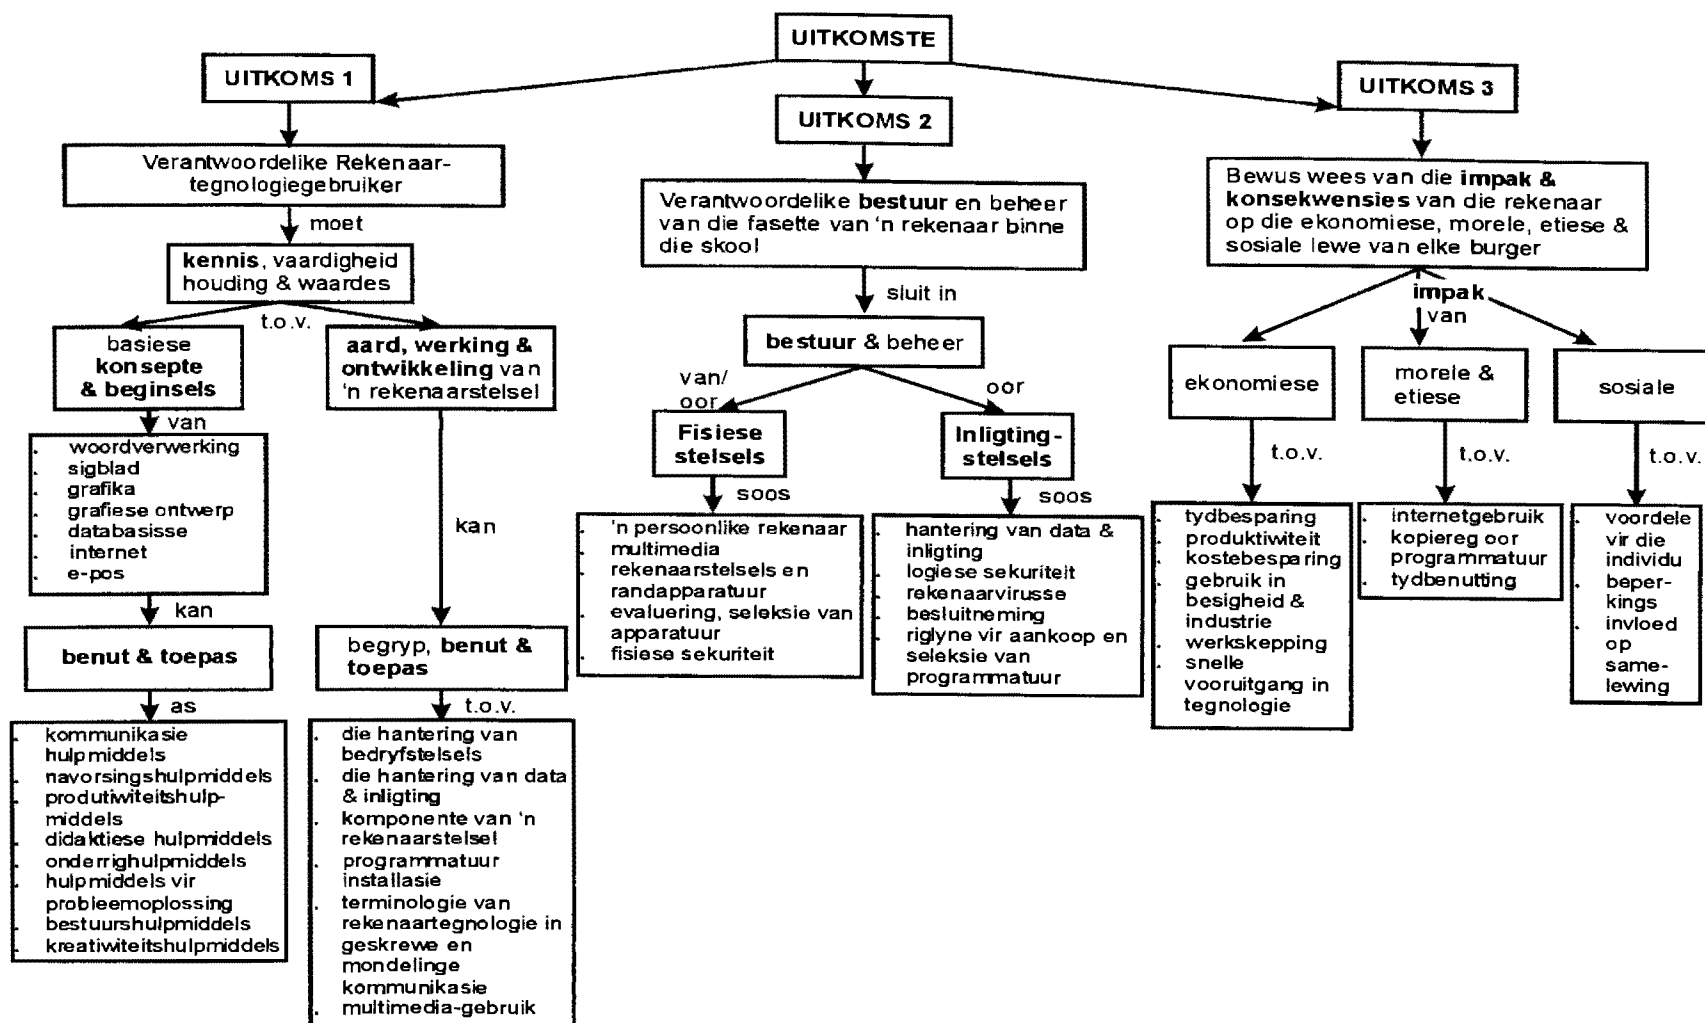 UITKOMSTE
UITKOMS 1
Verantwoordelike Rekenaar-
tegnologiegebruiker
moet
kennis, vaardigheid
houding & waardes
t.o.v.
basiese
konsepte
& beginsels
van
. woordverwerking
. sigblad
. grafika
. grafiese ontwerp
. databasisse
. internet
. e-pos
kan
benut & toepas
as
. kommunikasie
hulpmiddels
. navorsingshulpmiddels
. produtiwiteitshulp-
middels
. didaktiese hulpmiddels
. onderrighulpmiddels
. hulpmiddels vir
probleemoplossing
. bestuurshulpmiddels
. kreatiwiteitshulpmiddels
aard, werking &
ontwikkeling van
'n rekenaarstelsel
kan
begryp, benut &
toepas
t.o.v.
. die hantering van
bedryfstelsels
. die hantering van data
& inligting
. komponente van 'n
rekenaarstelsel
. programmatuur
installasie
. terminologie van
rekenaartegnologie in
geskrewe en
mondelinge
kommunikasie
. multimedia-gebruik
UITKOMS 2
Verantwoordelike bestuur en beheer
van die fasette van 'n rekenaar binne
die skool
sluit in
bestuur & beheer
van/
oor
Fisiese
stelsels
soos
. 'n persoonlike rekenaar
. multimedia
. rekenaarstelsels en
randapparatuur
. evaluering, seleksie van
apparatuur
. fisiese sekuriteit
oor
Inligting-
stelsels
soos
. hantering van data &
inligting
. logiese sekuriteit
. rekenaarvirusse
. besluitneming
. riglyne vir aankoop en
seleksie van
programmatuur
UITKOMS 3
Bewus wees van die impak &
konsekwensies van die rekenaar
op die ekonomiese, morele, etiese &
sosiale lewe van elke burger
impak
van
ekonomiese
t.o.v.
. tydbesparing
. produktiwiteit
. kostebesparing
. gebruik in
besigheid &
industrie
. werkskepping
. snelle
vooruitgang in
tegnologie
morele &
etiese
t.o.v.
. internetgebruik
. kopiereg oor
programmatuur
. tydbenutting
sosiale
t.o.v.
. voordele
vir die
individu
. beper-
kings
. invloed
op
same-
lewing